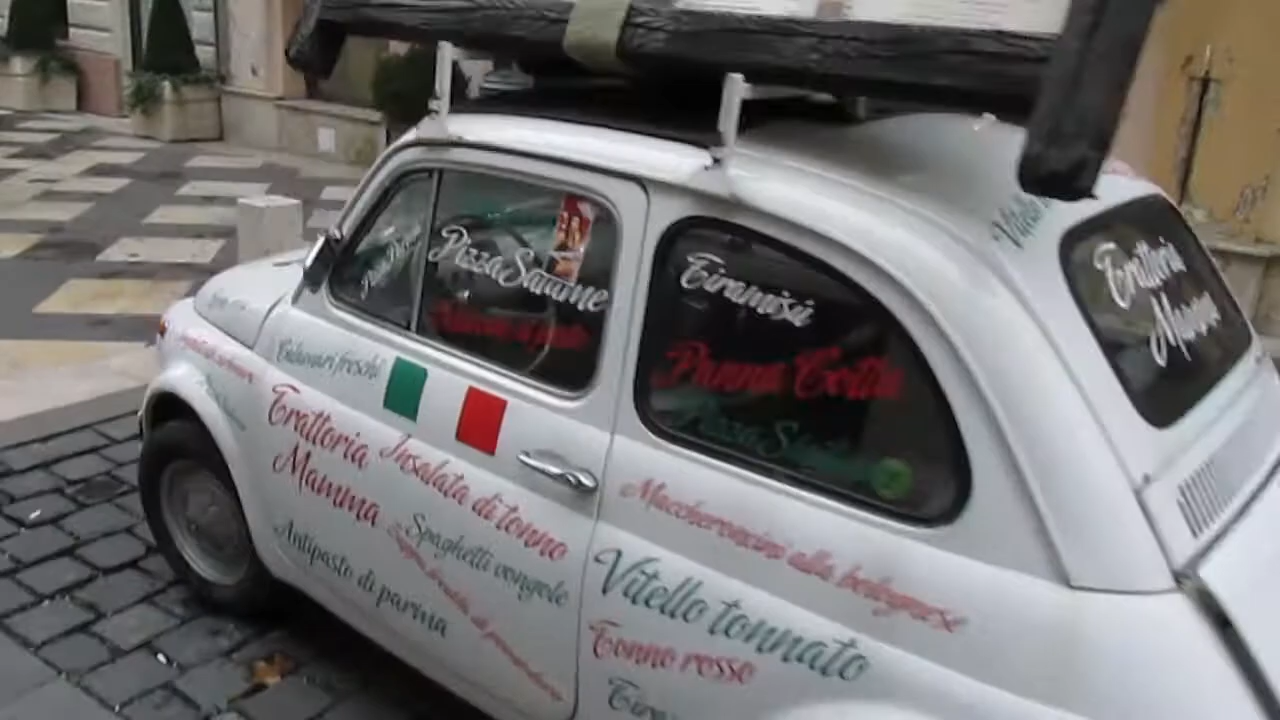 Pizza Salame
Tiramisù
Panna Cotta
Trattoria
Mamma
Calamari freschi
Trattoria
Mamma
Insalata di tonno
Spaghetti vongole
Antipasto di parma
Maccheroncini alla bolognese
Vitello tonnato
Tonno rosso